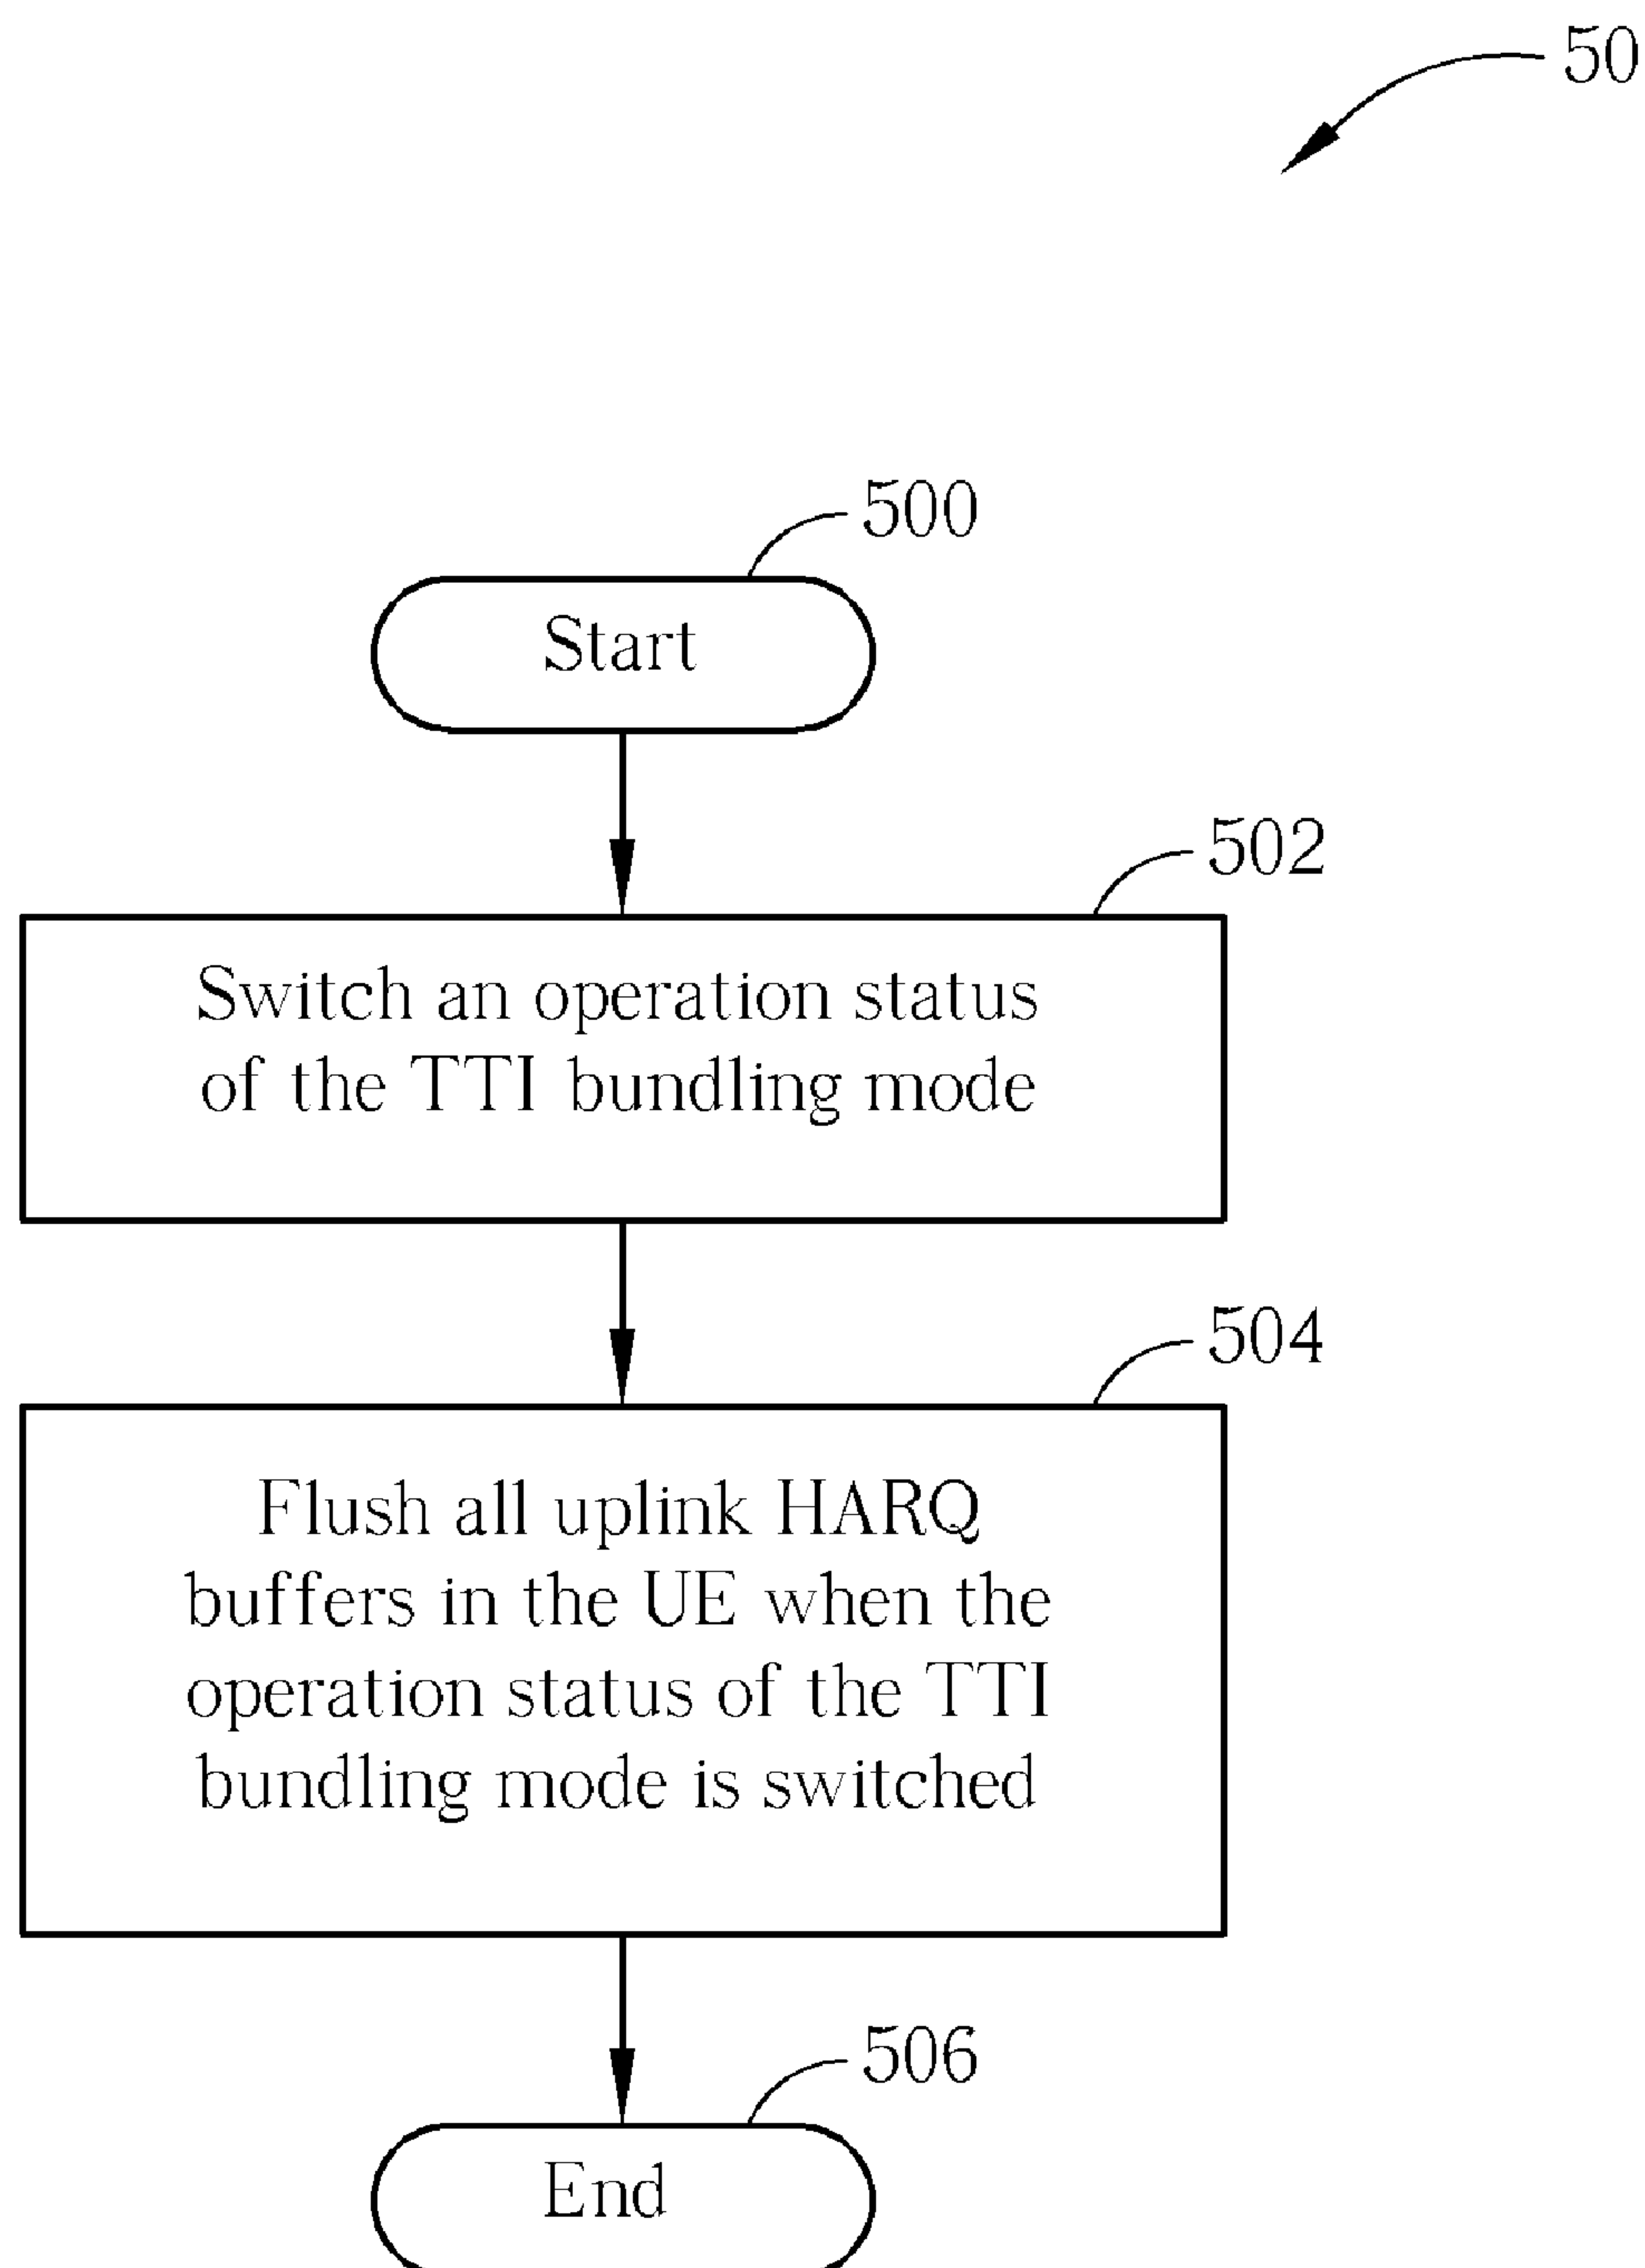 50
500
Start
502
Switch an operation status
of the TTI bundling mode
504
Flush all uplink HARQ
buffers in the UE when the
operation status of the TTI
bundling mode is switched
506
End